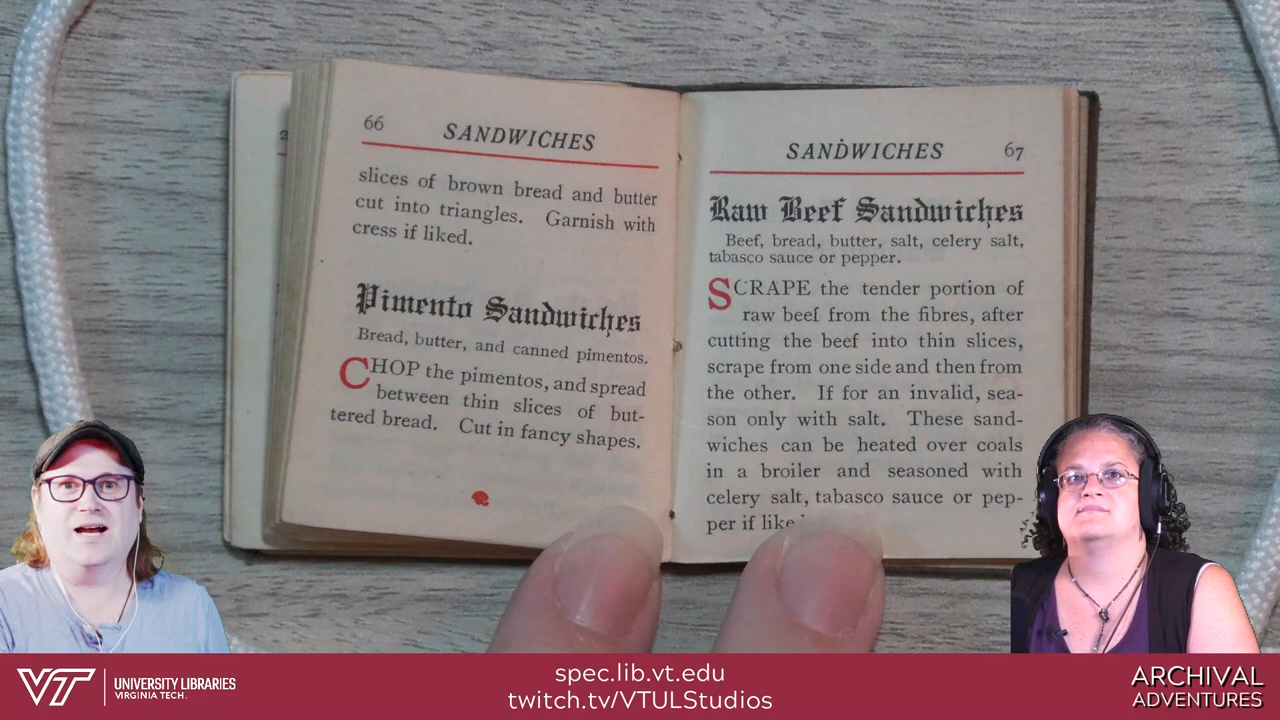 66
SANDWICHES
slices of brown bread and butter
cut into triangles. Garnish with
cress if liked.
Pimento Sandwiches
Bread, butter, and canned pimentos.
CHOP the pimentos, and spread
between thin slices of but-
tered bread. Cut in fancy shapes.
SANDWICHES
67
Raw Beef Sandwiches
Beef, bread, butter, salt, celery salt,
tabasco sauce or pepper.
SCRAPE the tender portion of
raw beef from the fibres, after
cutting the beef into thin slices,
scrape from one side and then from
the other. If for an invalid, sea-
son only with salt. These sand-
wiches can be heated over coals
in a broiler and seasoned with
celery salt, tabasco sauce or pep-
per if like
VT
UNIVERSITY LIBRARIES
VIRGINIA TECH.
spec.lib.vt.edu
twitch.tv/VTULStudios
ARCHIVAL
ADVENTURES